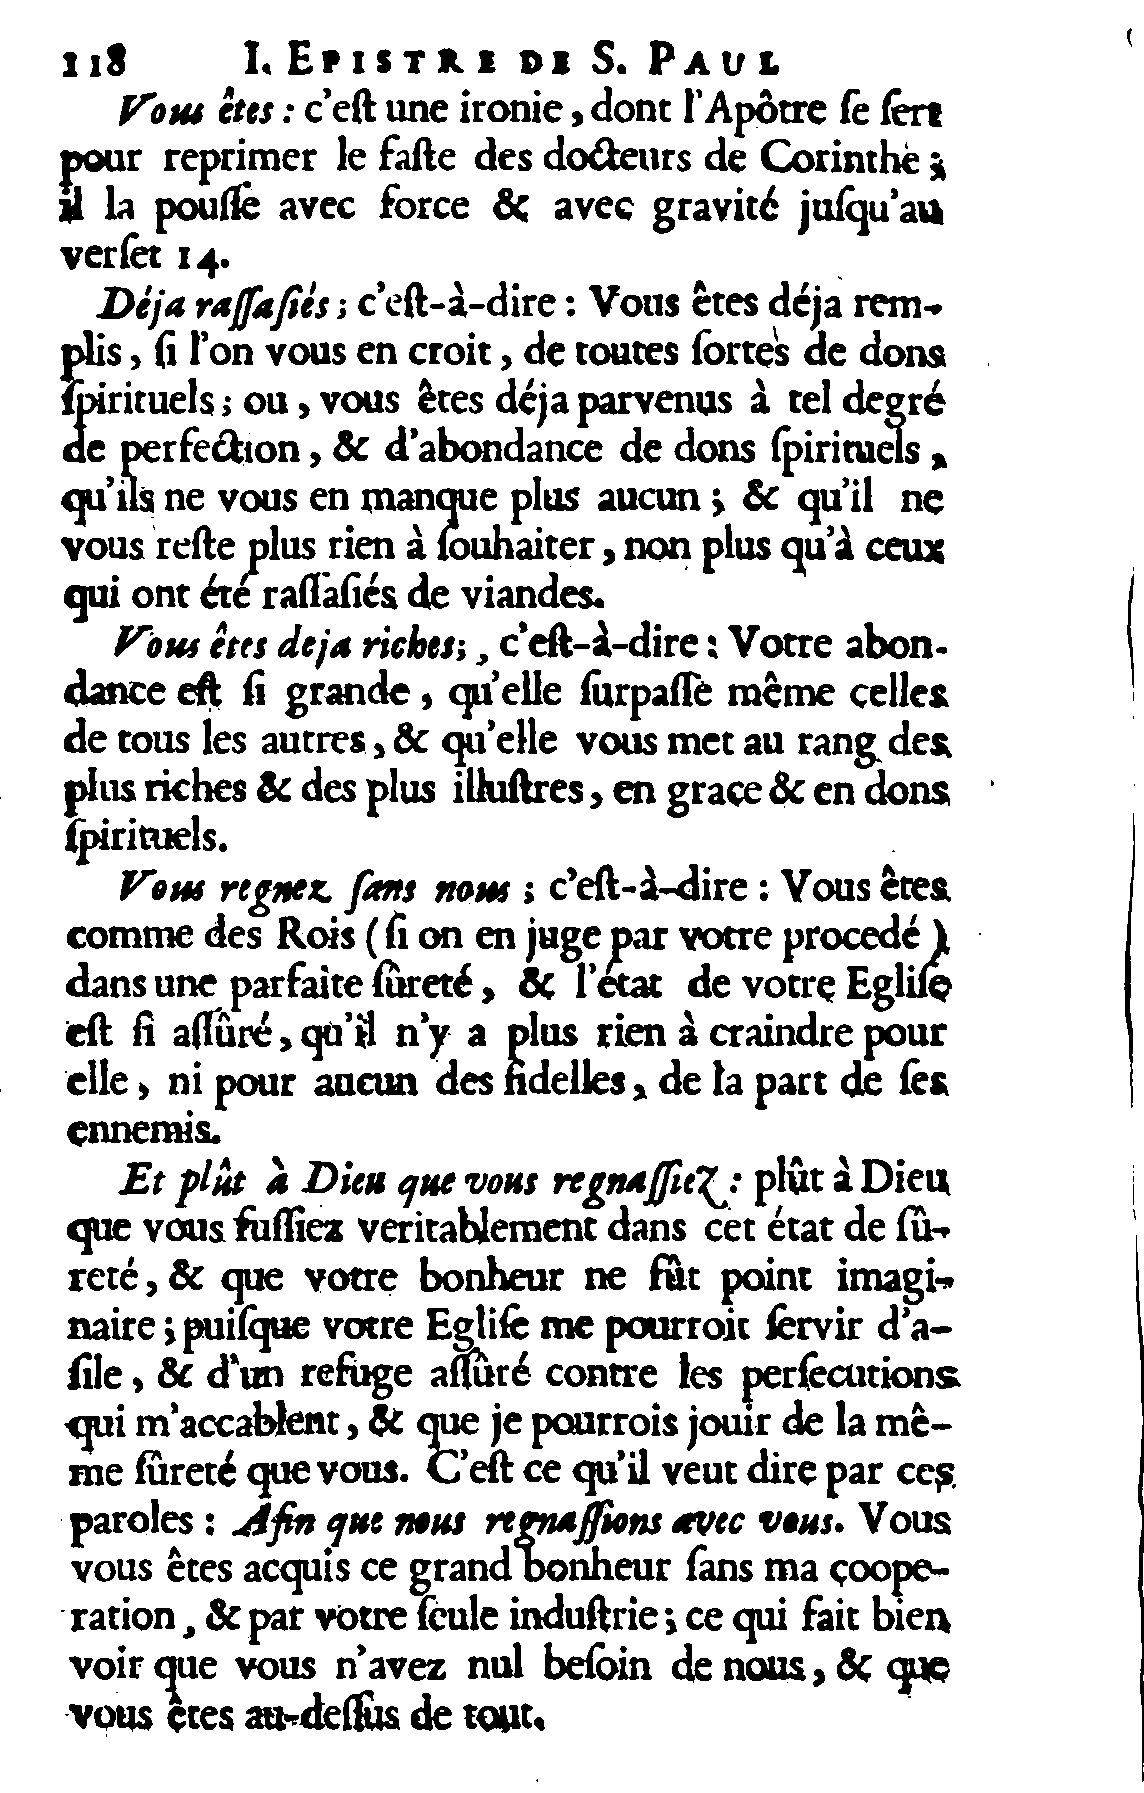 118 I. EPISTRE DE S. PAUL
Vous êtes : c'eſt une ironie, dont l'Apôtre ſe ſert
pour reprimer le faſte des docteurs de Corinthe ;
il la pouſſe avec force & avec gravité juſqu'au
verſet 14.
Déja raſſaſiés ; c'eſt-à-dire : Vous êtes déja rem-
plis, ſi l'on vous en croit, de toutes ſortes de dons
ſpirituels ; ou, vous êtes déja parvenus à tel degré
de perfection, & d'abondance de dons ſpirituels,
qu'ils ne vous en manque plus aucun ; & qu'il ne
vous reſte plus rien à ſouhaiter, non plus qu'à ceux
qui ont été raſſaſiés de viandes.
Vous êtes deja riches; , c'eſt-à-dire : Votre abon-
dance eſt ſi grande, qu'elle ſurpaſſe même celles
de tous les autres, & qu'elle vous met au rang des
plus riches & des plus illuſtres, en grace & en dons
ſpirituels.
Vous regnez ſans nous ; c'eſt-à-dire : Vous êtes
comme des Rois (ſi on en juge par votre procedé)
dans une parfaite ſûreté, & l'état de votre Egliſe
eſt ſi aſſûré, qu'il n'y a plus rien à craindre pour
elle, ni pour aucun des fidelles, de la part de ſes
ennemis.
Et plût à Dieu que vous regnaſſiez : plût à Dieu
que vous fuſſiez veritablement dans cet état de ſû-
reté, & que votre bonheur ne fût point imagi-
naire ; puiſque votre Egliſe me pourroit ſervir d'a-
ſile, & d'un refuge aſſûré contre les perſecutions
qui m'accablent, & que je pourrois jouir de la mê-
me ſûreté que vous. C'eſt ce qu'il veut dire par ces
paroles : Afin que nous regnaſſions avec vous. Vous
vous êtes acquis ce grand bonheur ſans ma coope-
ration, & par votre ſeule induſtrie ; ce qui fait bien
voir que vous n'avez nul beſoin de nous, & que
vous êtes au-deſſus de tout.